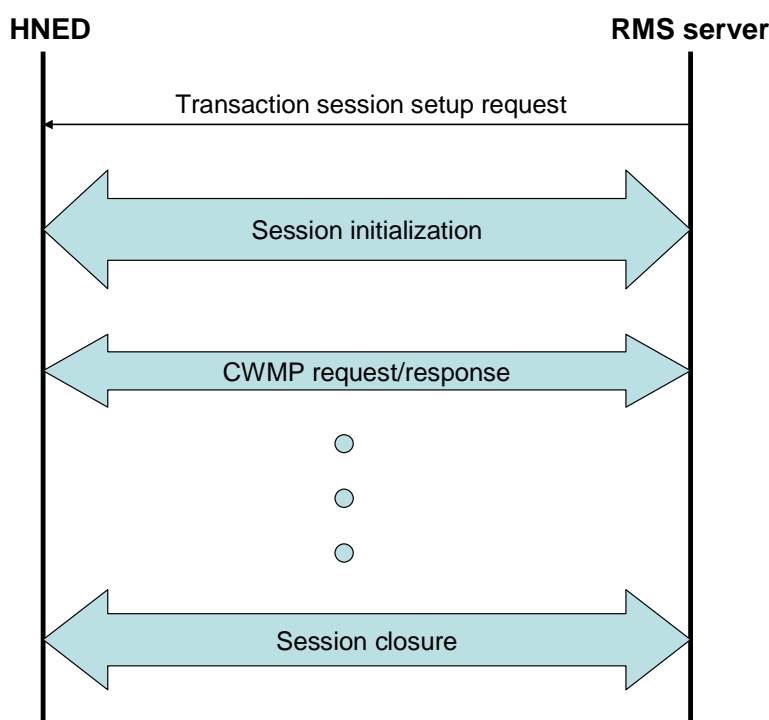 HNED
RMS server
Transaction session setup request
Session initialization
CWMP request/response
Session closure